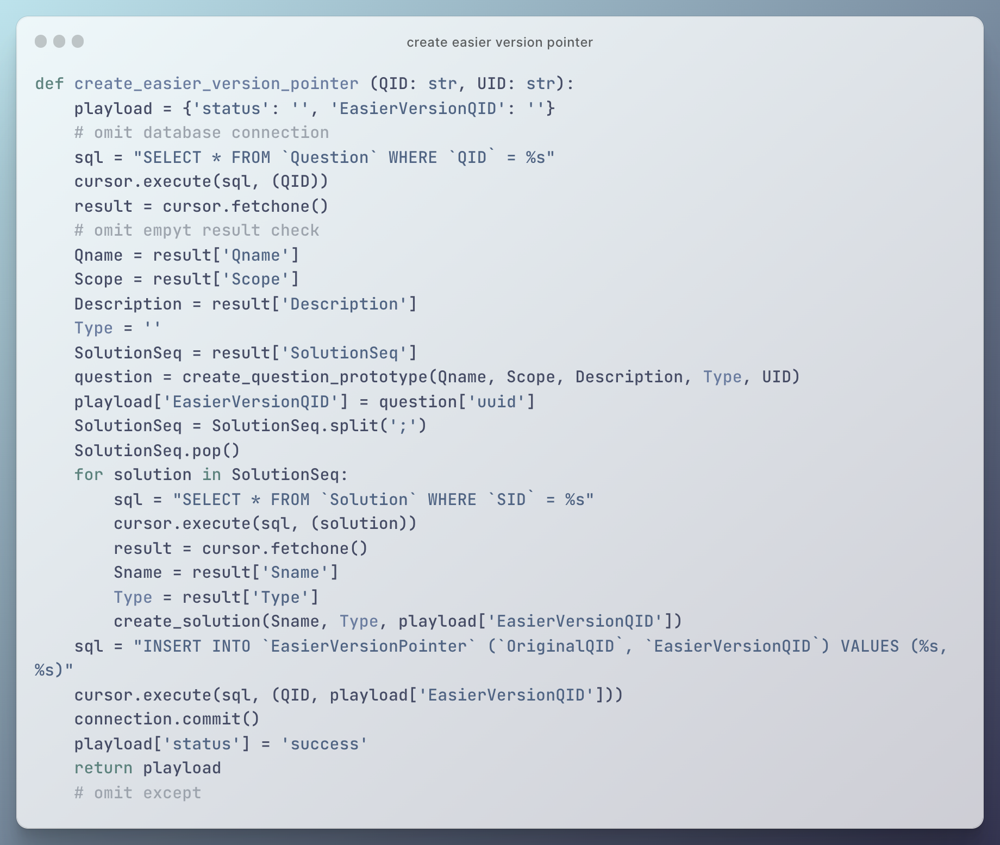 create easier version pointer
def create_easier_version_pointer (QID: str, UID: str):
    playload = {'status': '', 'EasierVersionQID': ''}
    # omit database connection
    sql = "SELECT * FROM `Question` WHERE `QID` = %s"
    cursor.execute(sql, (QID))
    result = cursor.fetchone()
    # omit empyt result check
    Qname = result['Qname']
    Scope = result['Scope']
    Description = result['Description']
    Type = ''
    SolutionSeq = result['SolutionSeq']
    question = create_question_prototype(Qname, Scope, Description, Type, UID)
    playload['EasierVersionQID'] = question['uuid']
    SolutionSeq = SolutionSeq.split(';')
    SolutionSeq.pop()
    for solution in SolutionSeq:
        sql = "SELECT * FROM `Solution` WHERE `SID` = %s"
        cursor.execute(sql, (solution))
        result = cursor.fetchone()
        Sname = result['Sname']
        Type = result['Type']
        create_solution(Sname, Type, playload['EasierVersionQID'])
    sql = "INSERT INTO `EasierVersionPointer` (`OriginalQID`, `EasierVersionQID`) VALUES (%s,
%s)"
    cursor.execute(sql, (QID, playload['EasierVersionQID']))
    connection.commit()
    playload['status'] = 'success'
    return playload
    # omit except